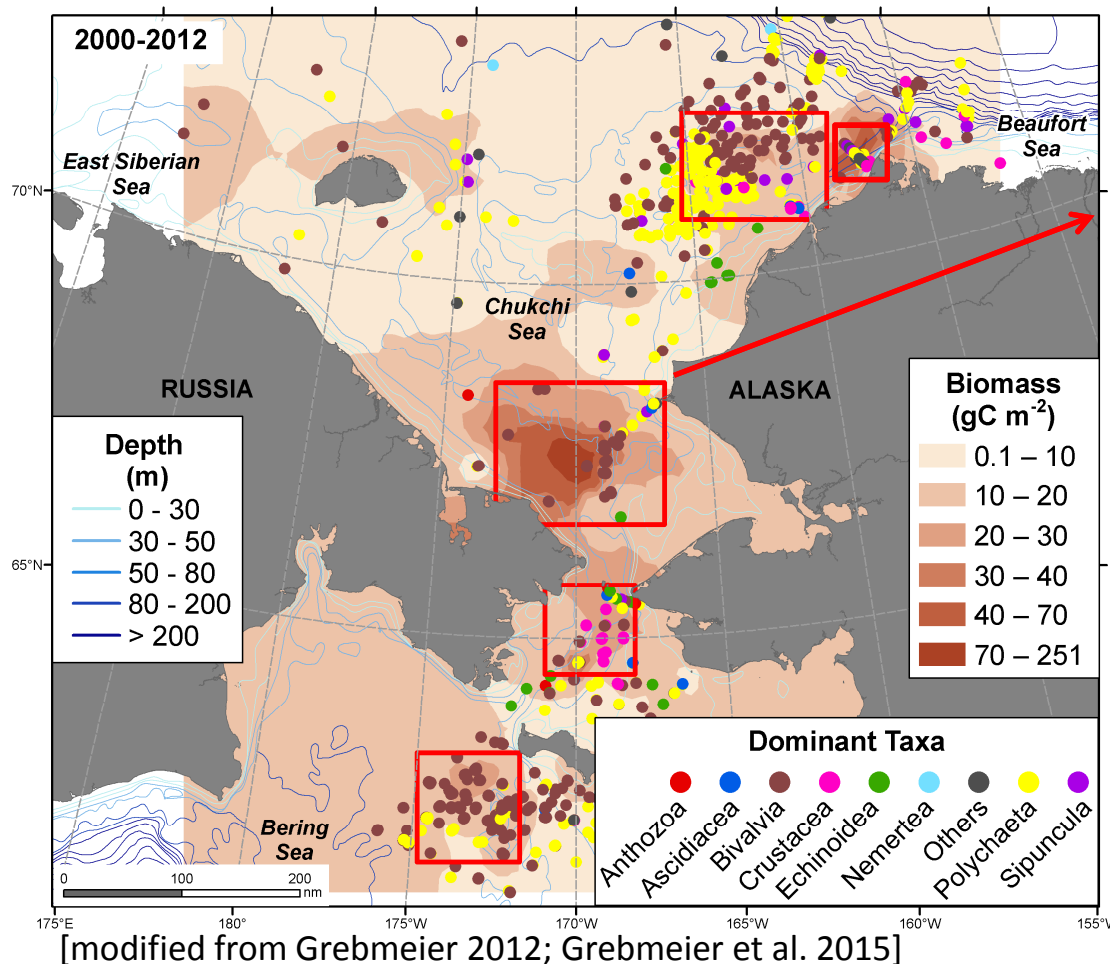 2000-2012
East Siberian
Sea
Beaufort
Sea
70°N
Chukchi
Sea
RUSSIA
ALASKA
Depth
(m)
0 - 30
30 - 50
50 - 80
80 - 200
> 200
Biomass
(gC m⁻²)
0.1 – 10
10 – 20
20 – 30
30 – 40
40 – 70
70 – 251
65°N
Dominant Taxa
Anthozoa
Ascidiacea
Bivalvia
Crustacea
Echinoidea
Nemertea
Others
Polychaeta
Sipuncula
Bering
Sea
0 100 200
nm
175°E 180° 175°W 170°W 165°W 160°W 155°W
[modified from Grebmeier 2012; Grebmeier et al. 2015]